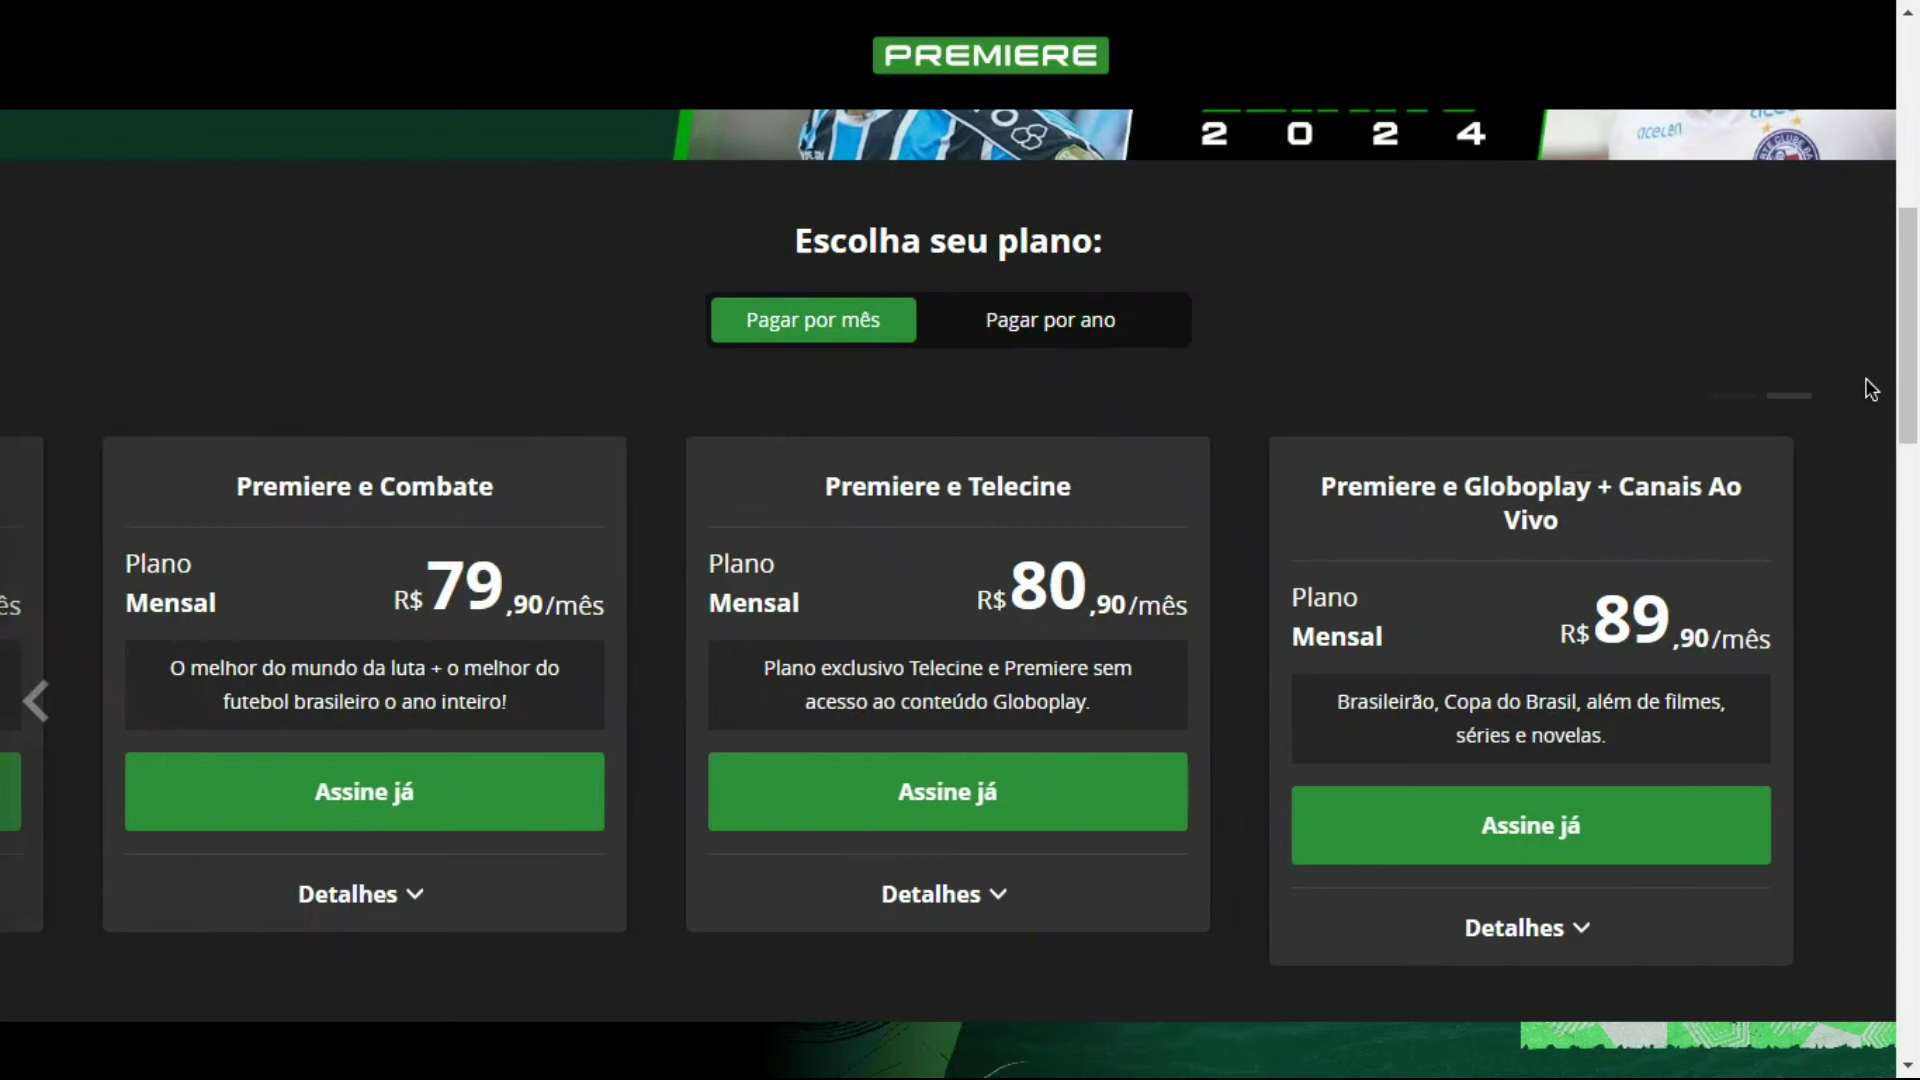 PREMIERE
2 0 2 4
acelen
Escolha seu plano:
Pagar por mês
Pagar por ano
Premiere e Combate
Plano
Mensal
R$79,90/mês
O melhor do mundo da luta + o melhor do
futebol brasileiro o ano inteiro!
Assine já
Detalhes
Premiere e Telecine
Plano
Mensal
R$80,90/mês
Plano exclusivo Telecine e Premiere sem
acesso ao conteúdo Globoplay.
Assine já
Detalhes
Premiere e Globoplay + Canais Ao
Vivo
Plano
Mensal
R$89,90/mês
Brasileirão, Copa do Brasil, além de filmes,
séries e novelas.
Assine já
Detalhes